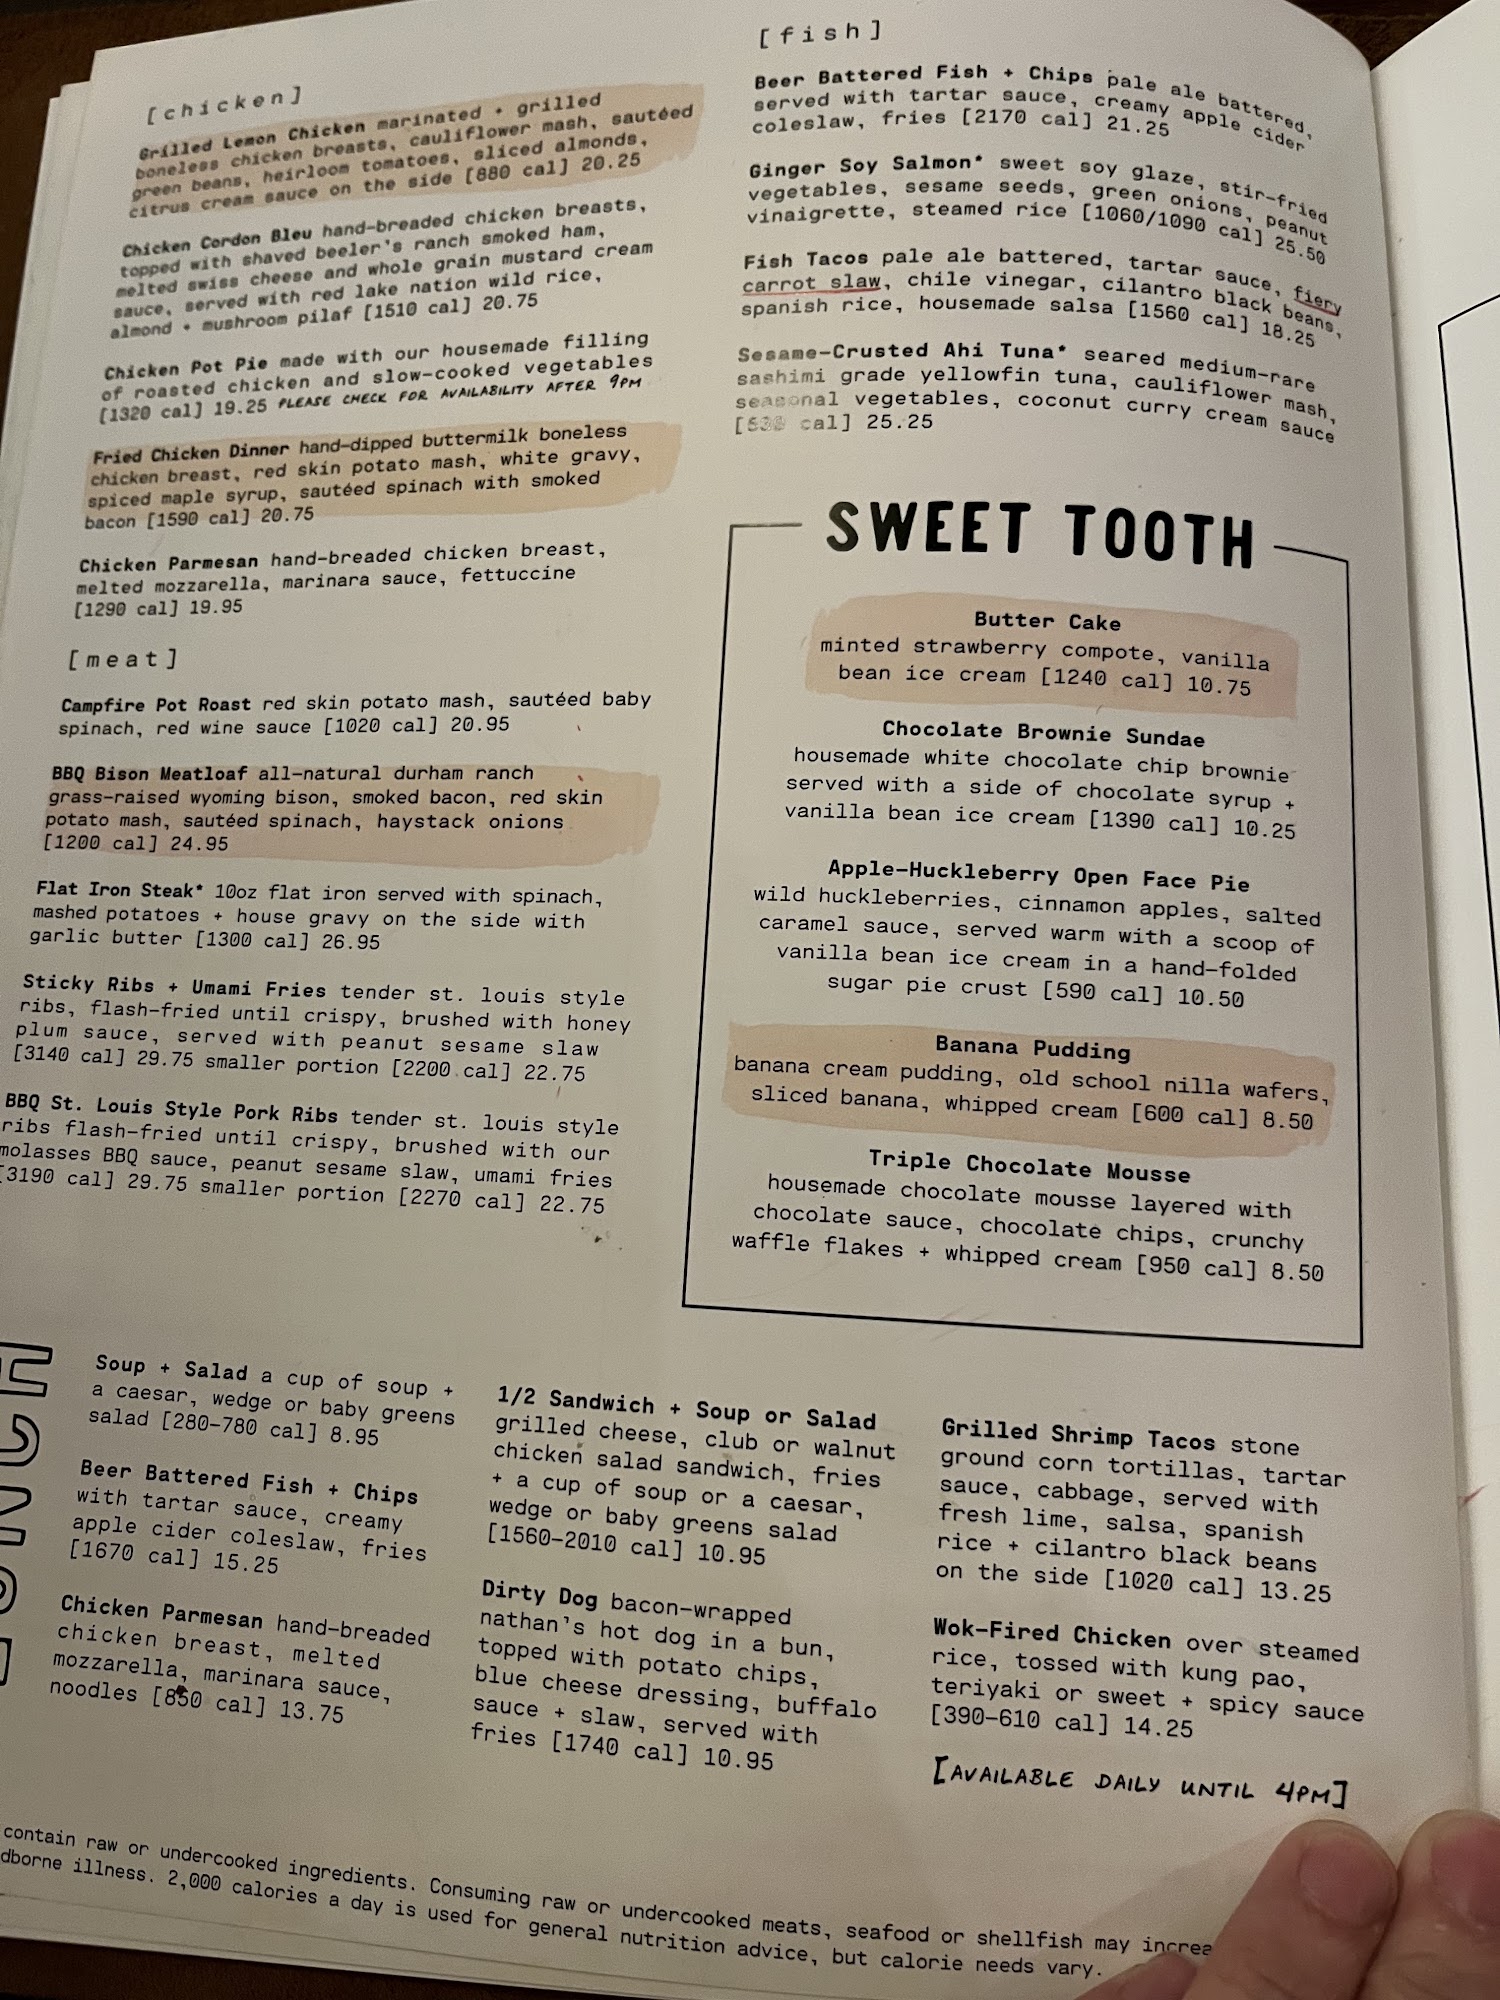 [chicken]
Grilled Lemon Chicken marinated + grilled
boneless chicken breasts, cauliflower mash, sautéed
green beans, heirloom tomatoes, sliced almonds,
citrus cream sauce on the side [880 cal] 20.25
Chicken Cordon Bleu hand-breaded chicken breasts,
topped with shaved beeler's ranch smoked ham,
melted swiss cheese and whole grain mustard cream
sauce, served with red lake nation wild rice,
almond + mushroom pilaf [1510 cal] 20.75
Chicken Pot Pie made with our housemade filling
of roasted chicken and slow-cooked vegetables
[1320 cal] 19.25 PLEASE CHECK FOR AVAILABILITY AFTER 9PM
Fried Chicken Dinner hand-dipped buttermilk boneless
chicken breast, red skin potato mash, white gravy,
spiced maple syrup, sautéed spinach with smoked
bacon [1590 cal] 20.75
Chicken Parmesan hand-breaded chicken breast,
melted mozzarella, marinara sauce, fettuccine
[1290 cal] 19.95
[meat]
Campfire Pot Roast red skin potato mash, sautéed baby
spinach, red wine sauce [1020 cal] 20.95
BBQ Bison Meatloaf all-natural durham ranch
grass-raised wyoming bison, smoked bacon, red skin
potato mash, sautéed spinach, haystack onions
[1200 cal] 24.95
Flat Iron Steak* 10oz flat iron served with spinach,
mashed potatoes + house gravy on the side with
garlic butter [1300 cal] 26.95
Sticky Ribs + Umami Fries tender st. louis style
ribs, flash-fried until crispy, brushed with honey
plum sauce, served with peanut sesame slaw
[3140 cal] 29.75 smaller portion [2200 cal] 22.75
BBQ St. Louis Style Pork Ribs tender st. louis style
ribs flash-fried until crispy, brushed with our
molasses BBQ sauce, peanut sesame slaw, umami fries
[3190 cal] 29.75 smaller portion [2270 cal] 22.75
[fish]
Beer Battered Fish + Chips pale ale battered,
served with tartar sauce, creamy apple cider
coleslaw, fries [2170 cal] 21.25
Ginger Soy Salmon* sweet soy glaze, stir-fried
vegetables, sesame seeds, green onions, peanut
vinaigrette, steamed rice [1060/1090 cal] 25.50
Fish Tacos pale ale battered, tartar sauce, fiery
carrot slaw, chile vinegar, cilantro black beans,
spanish rice, housemade salsa [1560 cal] 18.25
Sesame-Crusted Ahi Tuna* seared medium-rare
sashimi grade yellowfin tuna, cauliflower mash,
seasonal vegetables, coconut curry cream sauce
cal] 25.25
SWEET TOOTH
Butter Cake
minted strawberry compote, vanilla
bean ice cream [1240 cal] 10.75
Chocolate Brownie Sundae
housemade white chocolate chip brownie
served with a side of chocolate syrup +
vanilla bean ice cream [1390 cal] 10.25
Apple-Huckleberry Open Face Pie
wild huckleberries, cinnamon apples, salted
caramel sauce, served warm with a scoop of
vanilla bean ice cream in a hand-folded
sugar pie crust [590 cal] 10.50
Banana Pudding
banana cream pudding, old school nilla wafers,
sliced banana, whipped cream [600 cal] 8.50
Triple Chocolate Mousse
housemade chocolate mousse layered with
chocolate sauce, chocolate chips, crunchy
waffle flakes + whipped cream [950 cal] 8.50
Soup + Salad a cup of soup +
a caesar, wedge or baby greens
salad [280-780 cal] 8.95
Beer Battered Fish + Chips
with tartar sauce, creamy
apple cider coleslaw, fries
[1670 cal] 15.25
Chicken Parmesan hand-breaded
chicken breast, melted
mozzarella, marinara sauce,
noodles [850 cal] 13.75
1/2 Sandwich + Soup or Salad
grilled cheese, club or walnut
chicken salad sandwich, fries
+ a cup of soup or a caesar,
wedge or baby greens salad
[1560-2010 cal] 10.95
Dirty Dog bacon-wrapped
nathan's hot dog in a bun,
topped with potato chips,
blue cheese dressing, buffalo
sauce + slaw, served with
fries [1740 cal] 10.95
Grilled Shrimp Tacos stone
ground corn tortillas, tartar
sauce, cabbage, served with
fresh lime, salsa, spanish
rice + cilantro black beans
on the side [1020 cal] 13.25
Wok-Fired Chicken over steamed
rice, tossed with kung pao,
teriyaki or sweet + spicy sauce
[390-610 cal] 14.25
[AVAILABLE DAILY UNTIL 4PM]
contain raw or undercooked ingredients. Consuming raw or undercooked meats, seafood or shellfish may increa
dborne illness. 2,000 calories a day is used for general nutrition advice, but calorie needs vary.